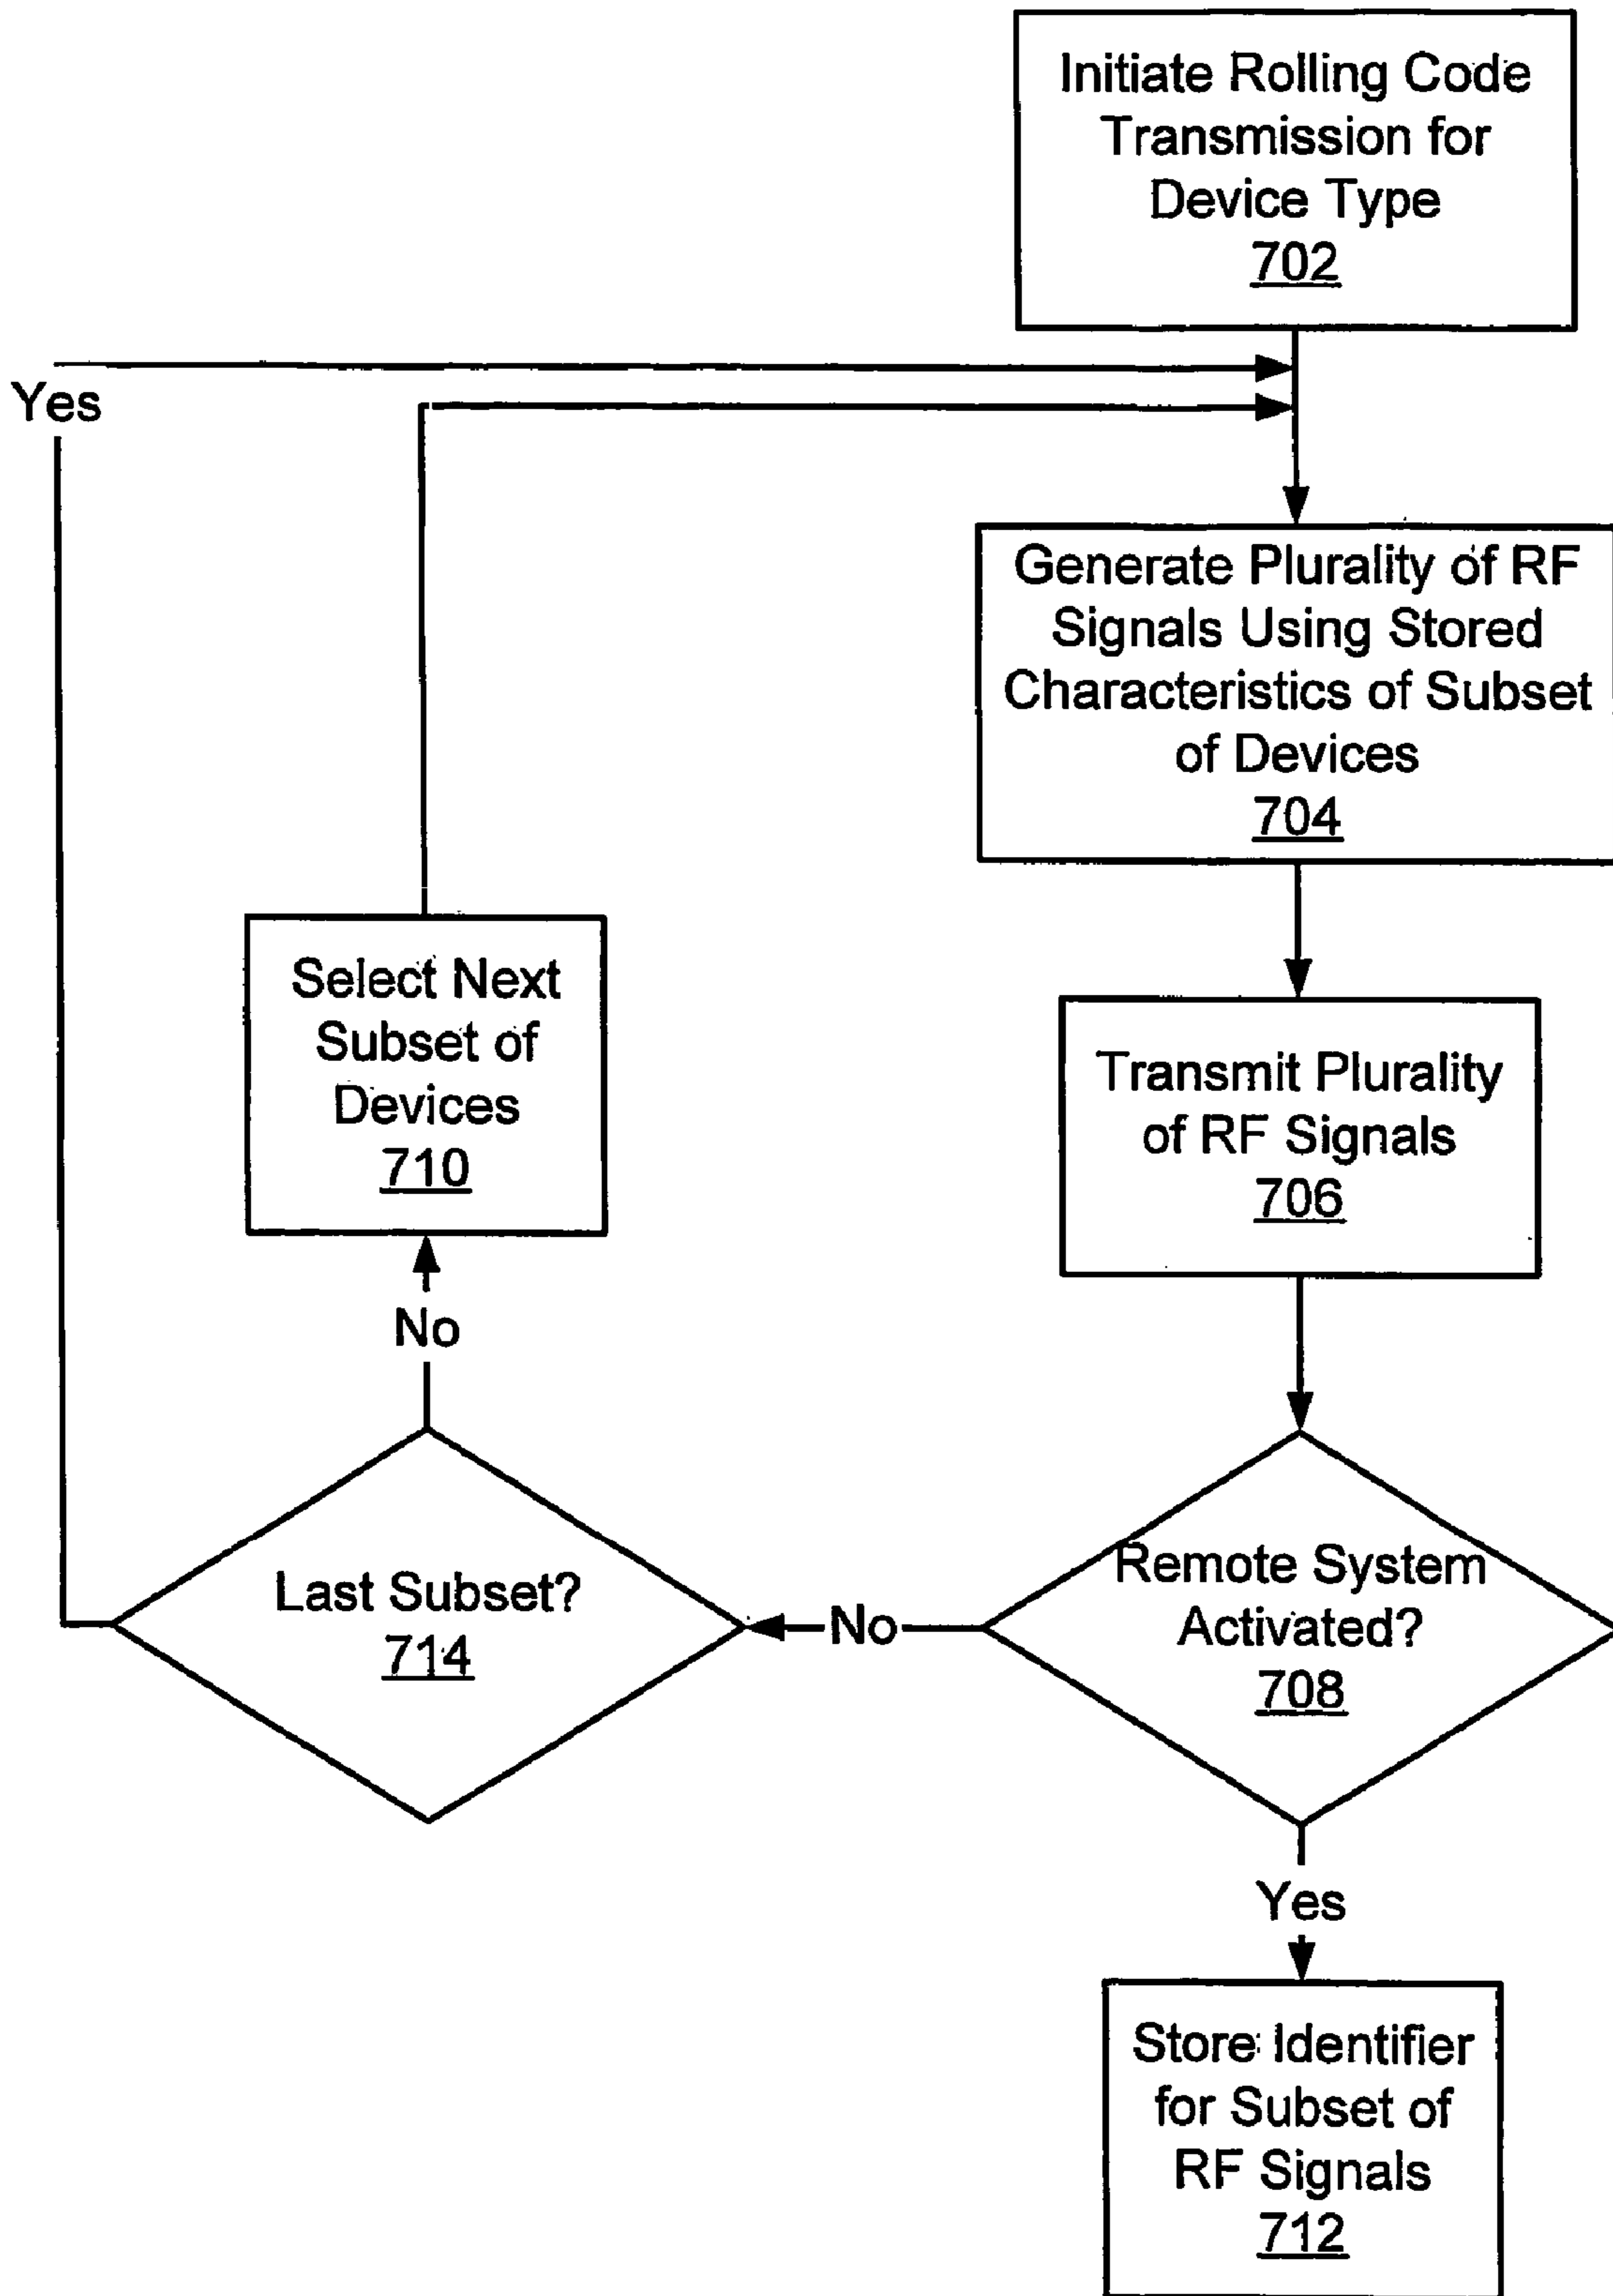 Initiate Rolling Code
Transmission for
Device Type
702
Yes
Generate Plurality of RF
Signals Using Stored
Characteristics of Subset
of Devices
704
Select Next
Subset of
Devices
710
Transmit Plurality
of RF Signals
706
No
Last Subset?
714
No
Remote System
Activated?
708
Yes
Store Identifier
for Subset of
RF Signals
712